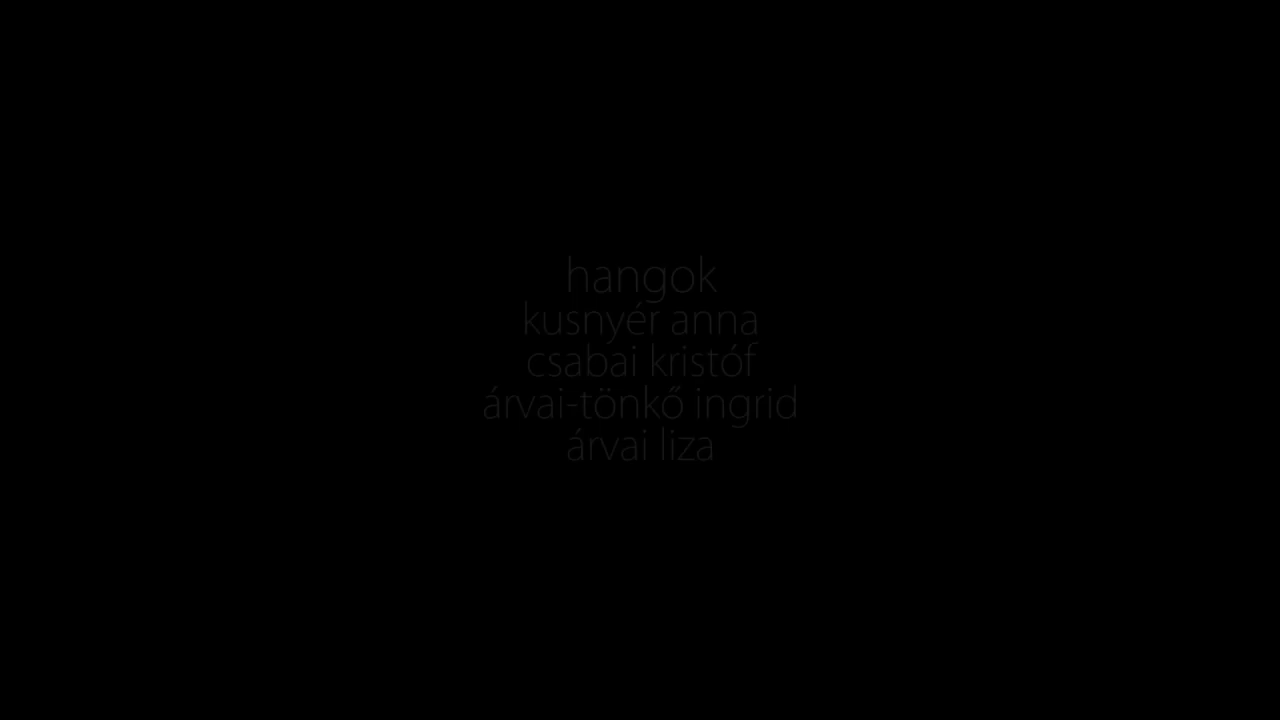 hangok
kusnyér anna
csabai kristóf
árvai-tönkő ingrid
árvai liza